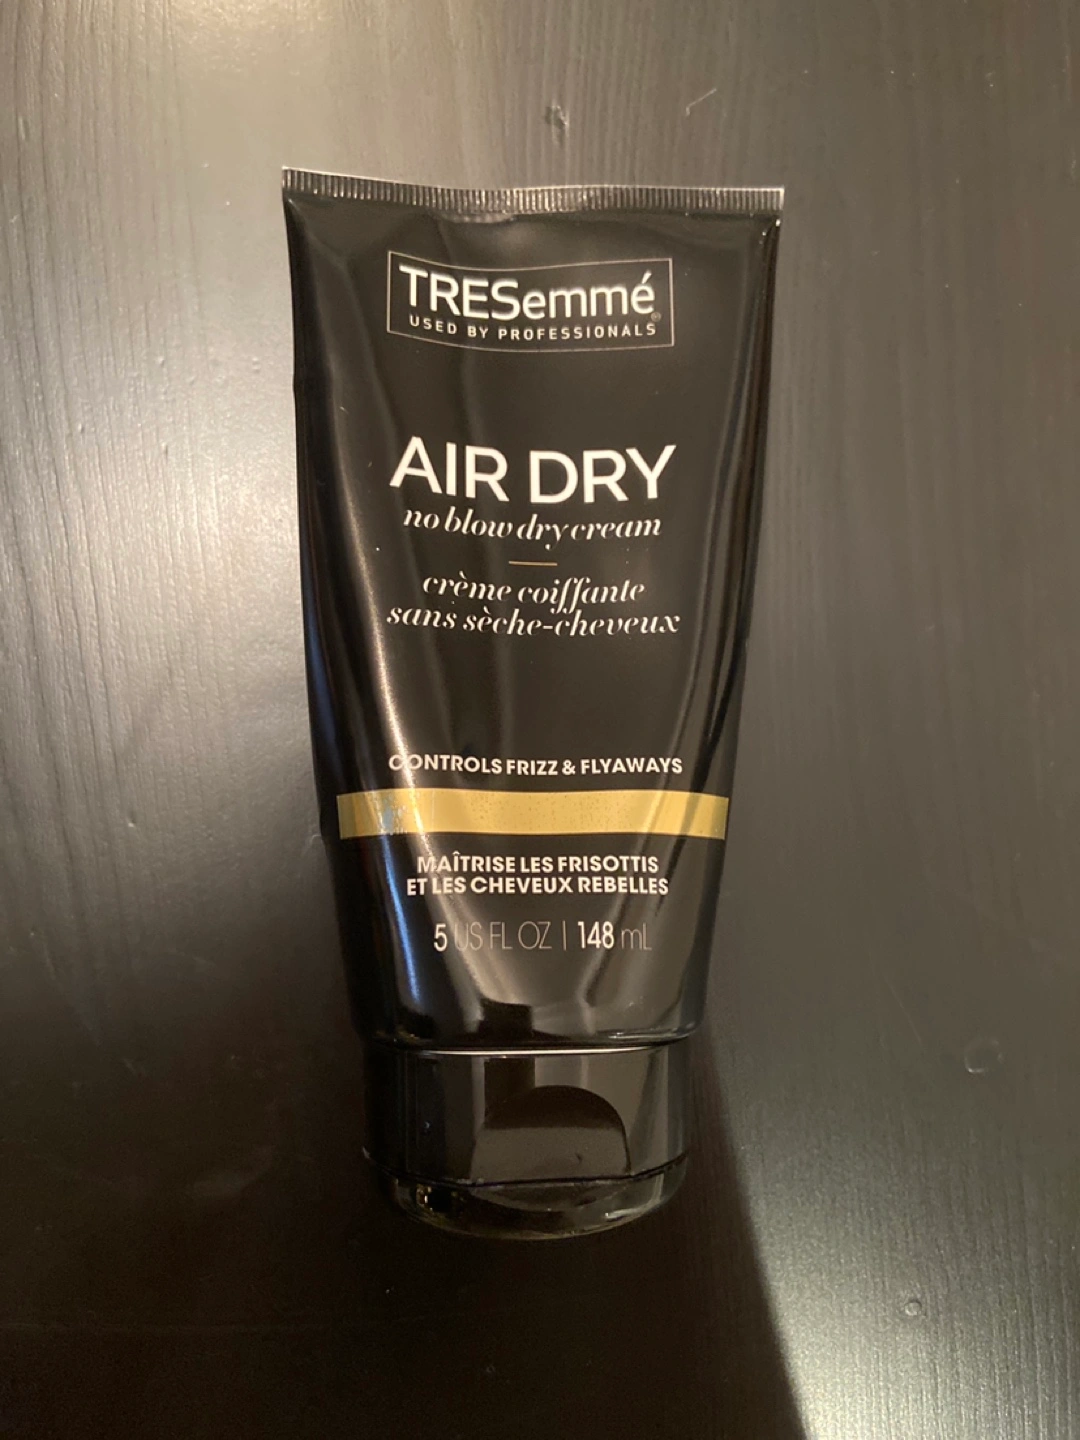 TRESemmé®
USED BY PROFESSIONALS
AIR DRY
no blow dry cream
crème coiffante
sans sèche-cheveux
CONTROLS FRIZZ & FLYAWAYS
MAÎTRISE LES FRISOTTIS
ET LES CHEVEUX REBELLES
5 US FL OZ | 148 mL